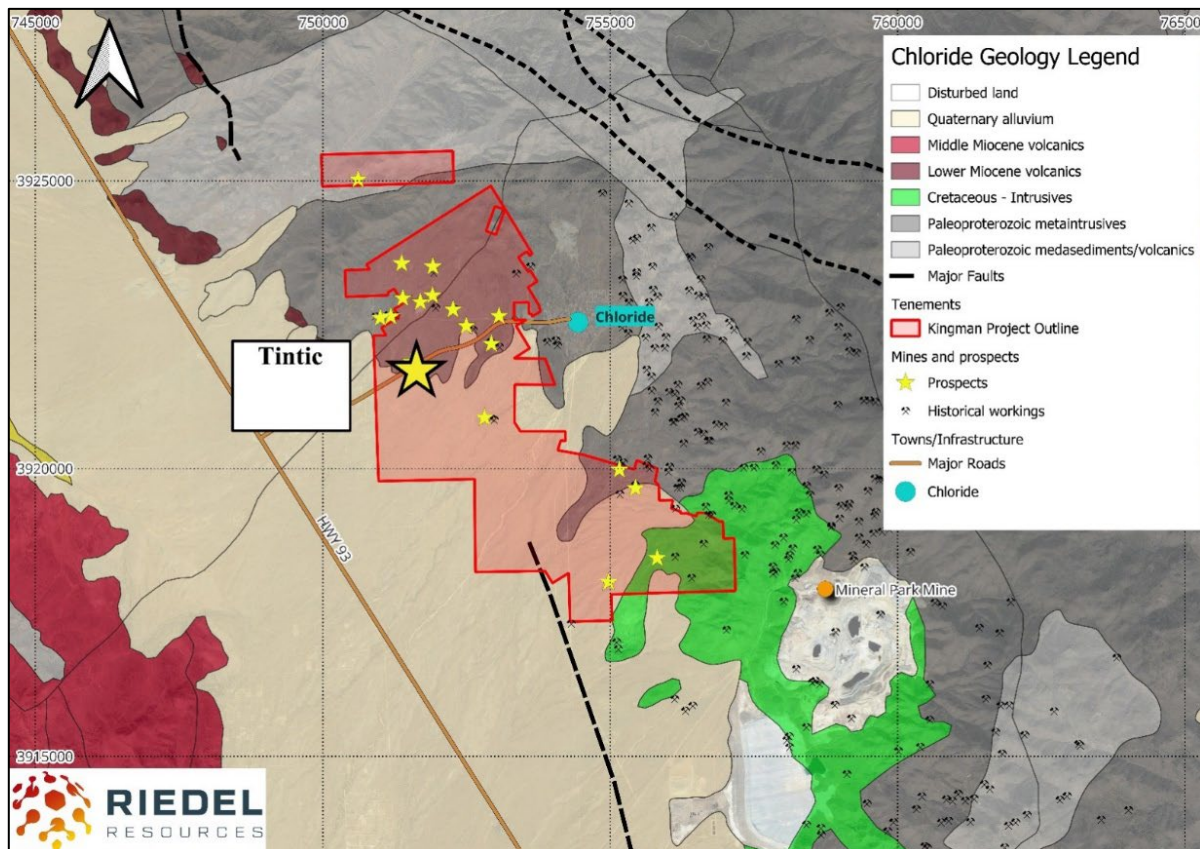 745000
750000
755000
760000
765000
3925000
3920000
3915000
Tintic
Chloride
HWY 93
Mineral Park Mine
Chloride Geology Legend
Disturbed land
Quaternary alluvium
Middle Miocene volcanics
Lower Miocene volcanics
Cretaceous - Intrusives
Paleoproterozoic metaintrusives
Paleoproterozoic medasediments/volcanics
Major Faults
Tenements
Kingman Project Outline
Mines and prospects
Prospects
Historical workings
Towns/Infrastructure
Major Roads
Chloride
RIEDEL
RESOURCES